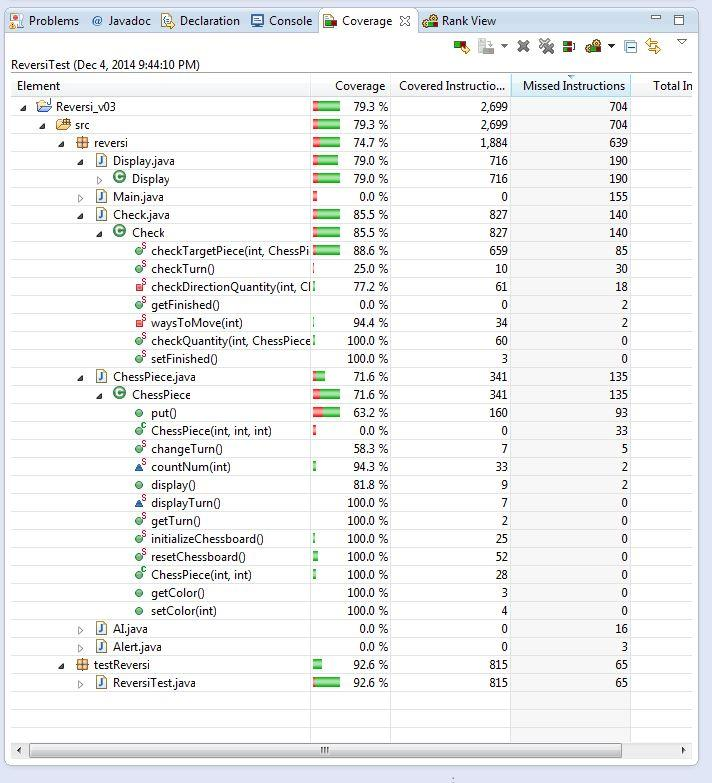 Problems @ Javadoc Declaration Console Coverage Rank View
ReversiTest (Dec 4, 2014 9:44:10 PM)
Element Coverage Covered Instructio... Missed Instructions Total In
Reversi_v03 79.3 % 2,699 704
src 79.3 % 2,699 704
reversi 74.7 % 1,884 639
Display.java 79.0 % 716 190
Display 79.0 % 716 190
Main.java 0.0 % 0 155
Check.java 85.5 % 827 140
Check 85.5 % 827 140
checkTargetPiece(int, ChessPi 88.6 % 659 85
checkTurn() 25.0 % 10 30
checkDirectionQuantity(int, Cl 77.2 % 61 18
getFinished() 0.0 % 0 2
waysToMove(int) 94.4 % 34 2
checkQuantity(int, ChessPiece 100.0 % 60 0
setFinished() 100.0 % 3 0
ChessPiece.java 71.6 % 341 135
ChessPiece 71.6 % 341 135
put() 63.2 % 160 93
ChessPiece(int, int, int) 0.0 % 0 33
changeTurn() 58.3 % 7 5
countNum(int) 94.3 % 33 2
display() 81.8 % 9 2
displayTurn() 100.0 % 7 0
getTurn() 100.0 % 2 0
initializeChessboard() 100.0 % 25 0
resetChessboard() 100.0 % 52 0
ChessPiece(int, int) 100.0 % 28 0
getColor() 100.0 % 3 0
setColor(int) 100.0 % 4 0
AI.java 0.0 % 0 16
Alert.java 0.0 % 0 3
testReversi 92.6 % 815 65
ReversiTest.java 92.6 % 815 65